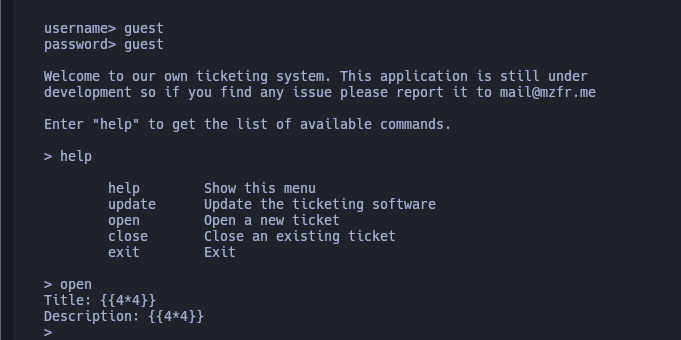 username> guest
password> guest
Welcome to our own ticketing system. This application is still under
development so if you find any issue please report it to mail@mzfr.me
Enter "help" to get the list of available commands.
> help
help Show this menu
update Update the ticketing software
open Open a new ticket
close Close an existing ticket
exit Exit
> open
Title: {{4*4}}
Description: {{4*4}}
>